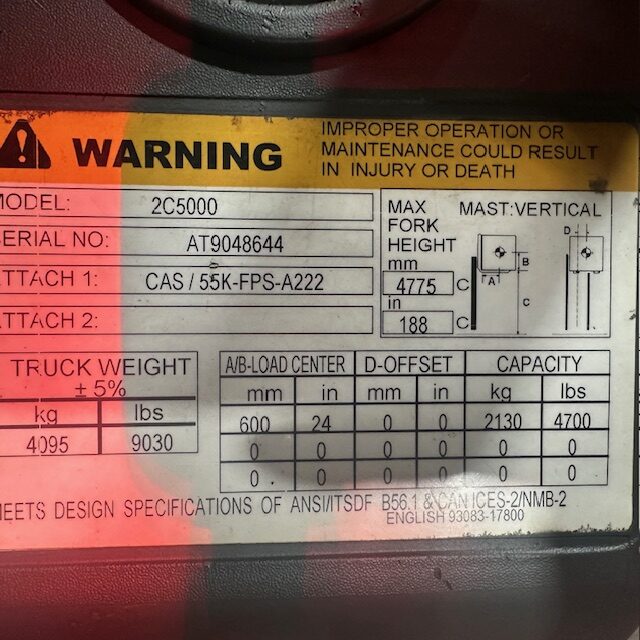 WARNING
IMPROPER OPERATION OR
MAINTENANCE COULD RESULT
IN INJURY OR DEATH
MODEL: 2C5000
SERIAL NO: AT9048644
ATTACH 1: CAS / 55K-FPS-A222
ATTACH 2:
MAX
FORK
HEIGHT
mm
4775 C
in
188 C
MAST:VERTICAL
D
B
A
C
TRUCK WEIGHT
± 5%
kg lbs
4095 9030
A/B-LOAD CENTER D-OFFSET CAPACITY
mm in mm in kg lbs
600 24 0 0 2130 4700
0 0 0 0 0 0
0 0 0 0 0 0
MEETS DESIGN SPECIFICATIONS OF ANSI/ITSDF B56.1 & CAN ICES-2/NMB-2
ENGLISH 93083-17800